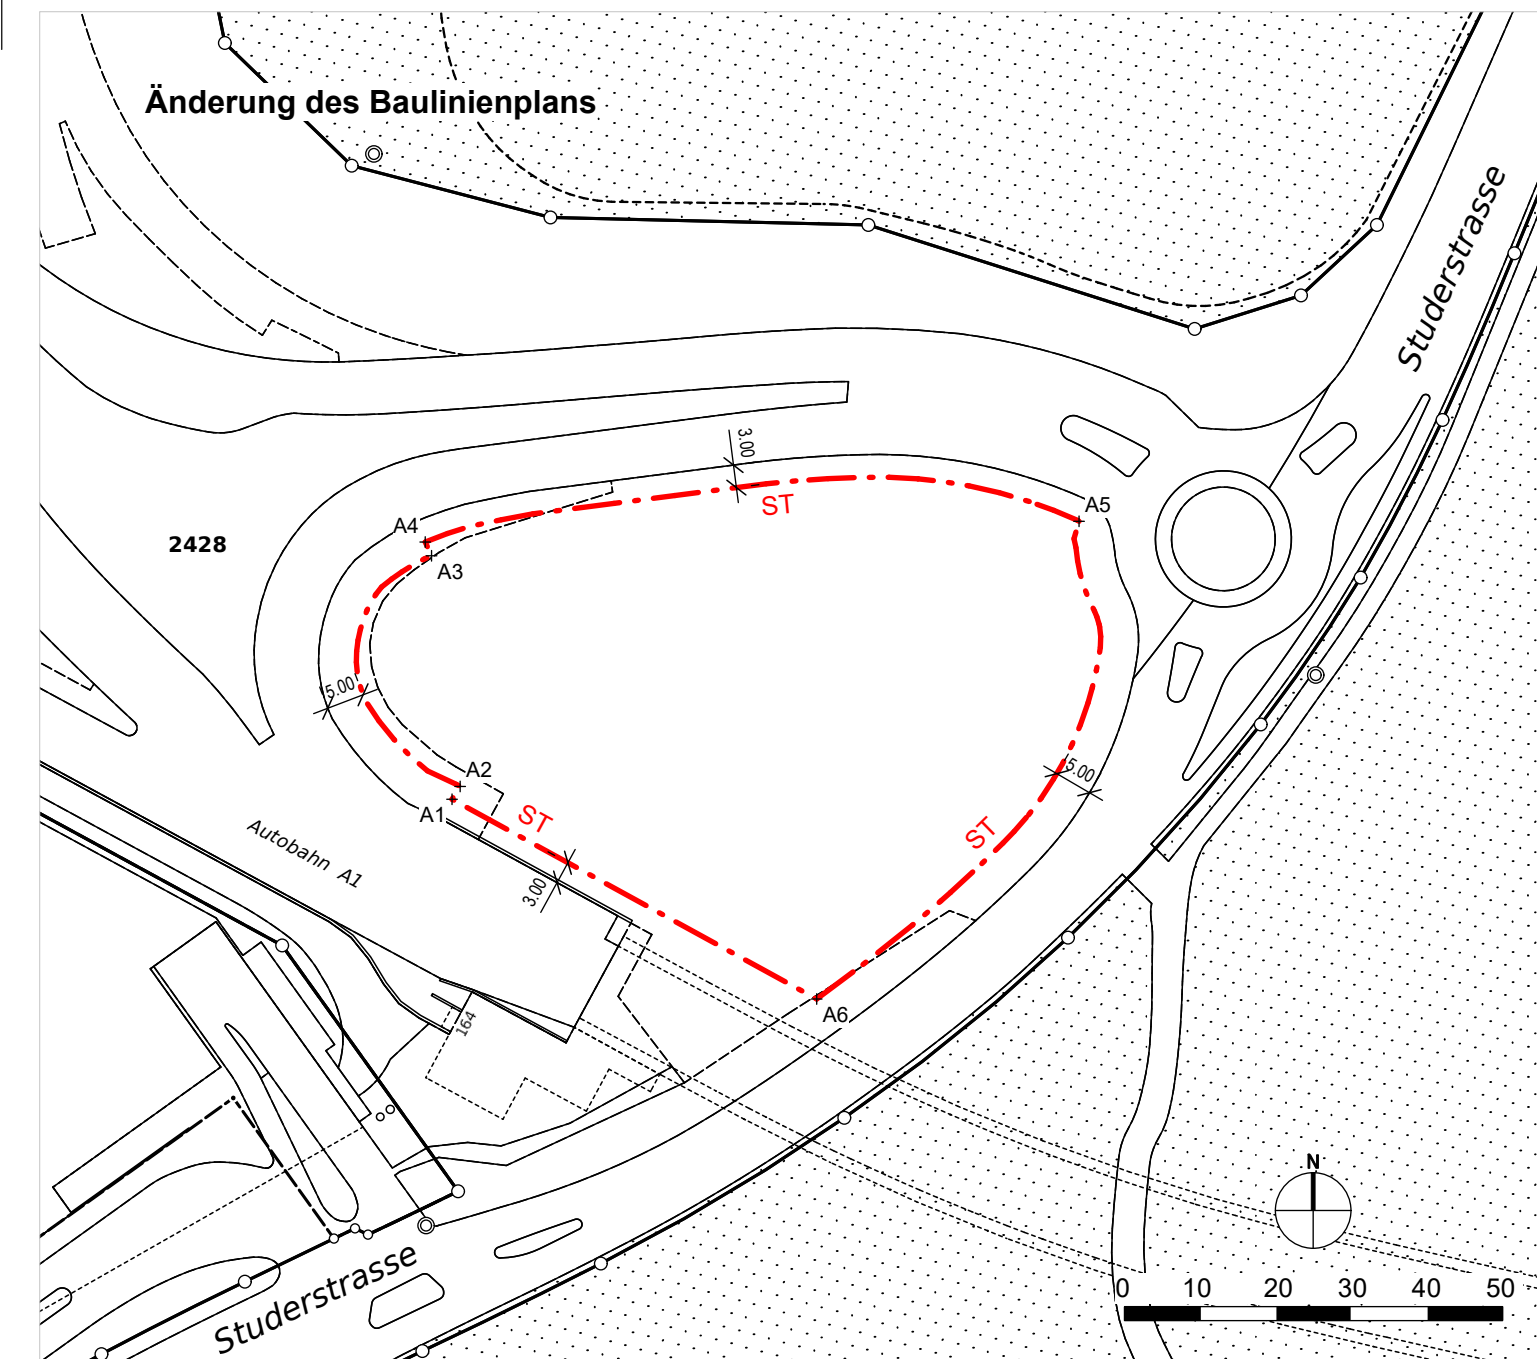 Änderung des Baulinienplans
Studerstrasse
3.00
ST
A5
A4
A3
2428
5.00
A2
A1
ST
5.00
ST
Autobahn A1
3.00
A6
164
N
Studerstrasse
0 10 20 30 40 50